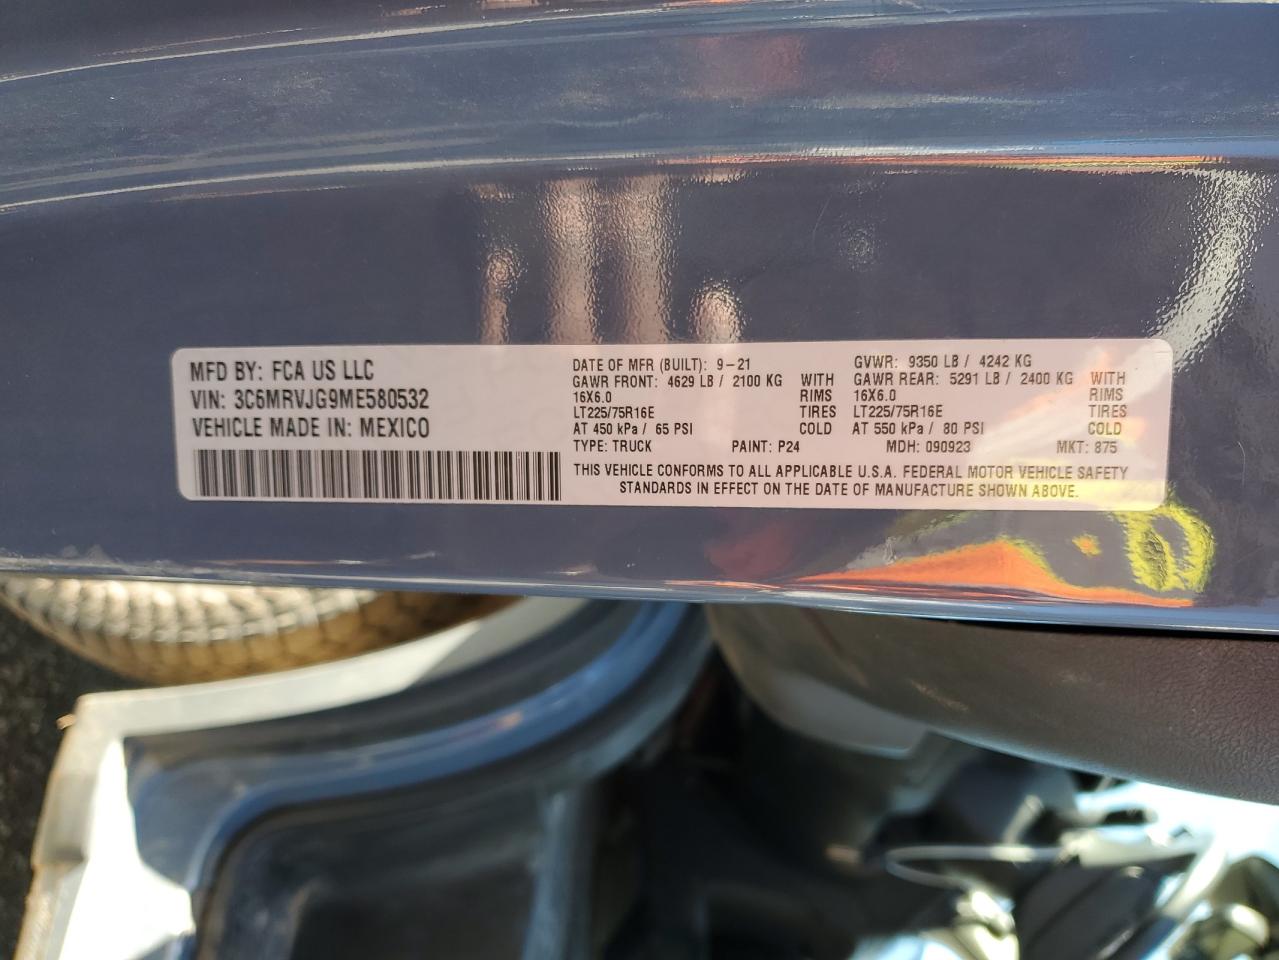 MFD BY: FCA US LLC
VIN: 3C6MRVJG9ME580532
VEHICLE MADE IN: MEXICO
DATE OF MFR (BUILT): 9-21
GAWR FRONT: 4629 LB / 2100 KG WITH
16X6.0 RIMS
LT225/75R16E TIRES
AT 450 kPa / 65 PSI COLD
GVWR: 9350 LB / 4242 KG
GAWR REAR: 5291 LB / 2400 KG WITH
16X6.0 RIMS
LT225/75R16E TIRES
AT 550 kPa / 80 PSI COLD
TYPE: TRUCK PAINT: P24 MDH: 090923 MKT: 875
THIS VEHICLE CONFORMS TO ALL APPLICABLE U.S.A. FEDERAL MOTOR VEHICLE SAFETY
STANDARDS IN EFFECT ON THE DATE OF MANUFACTURE SHOWN ABOVE.